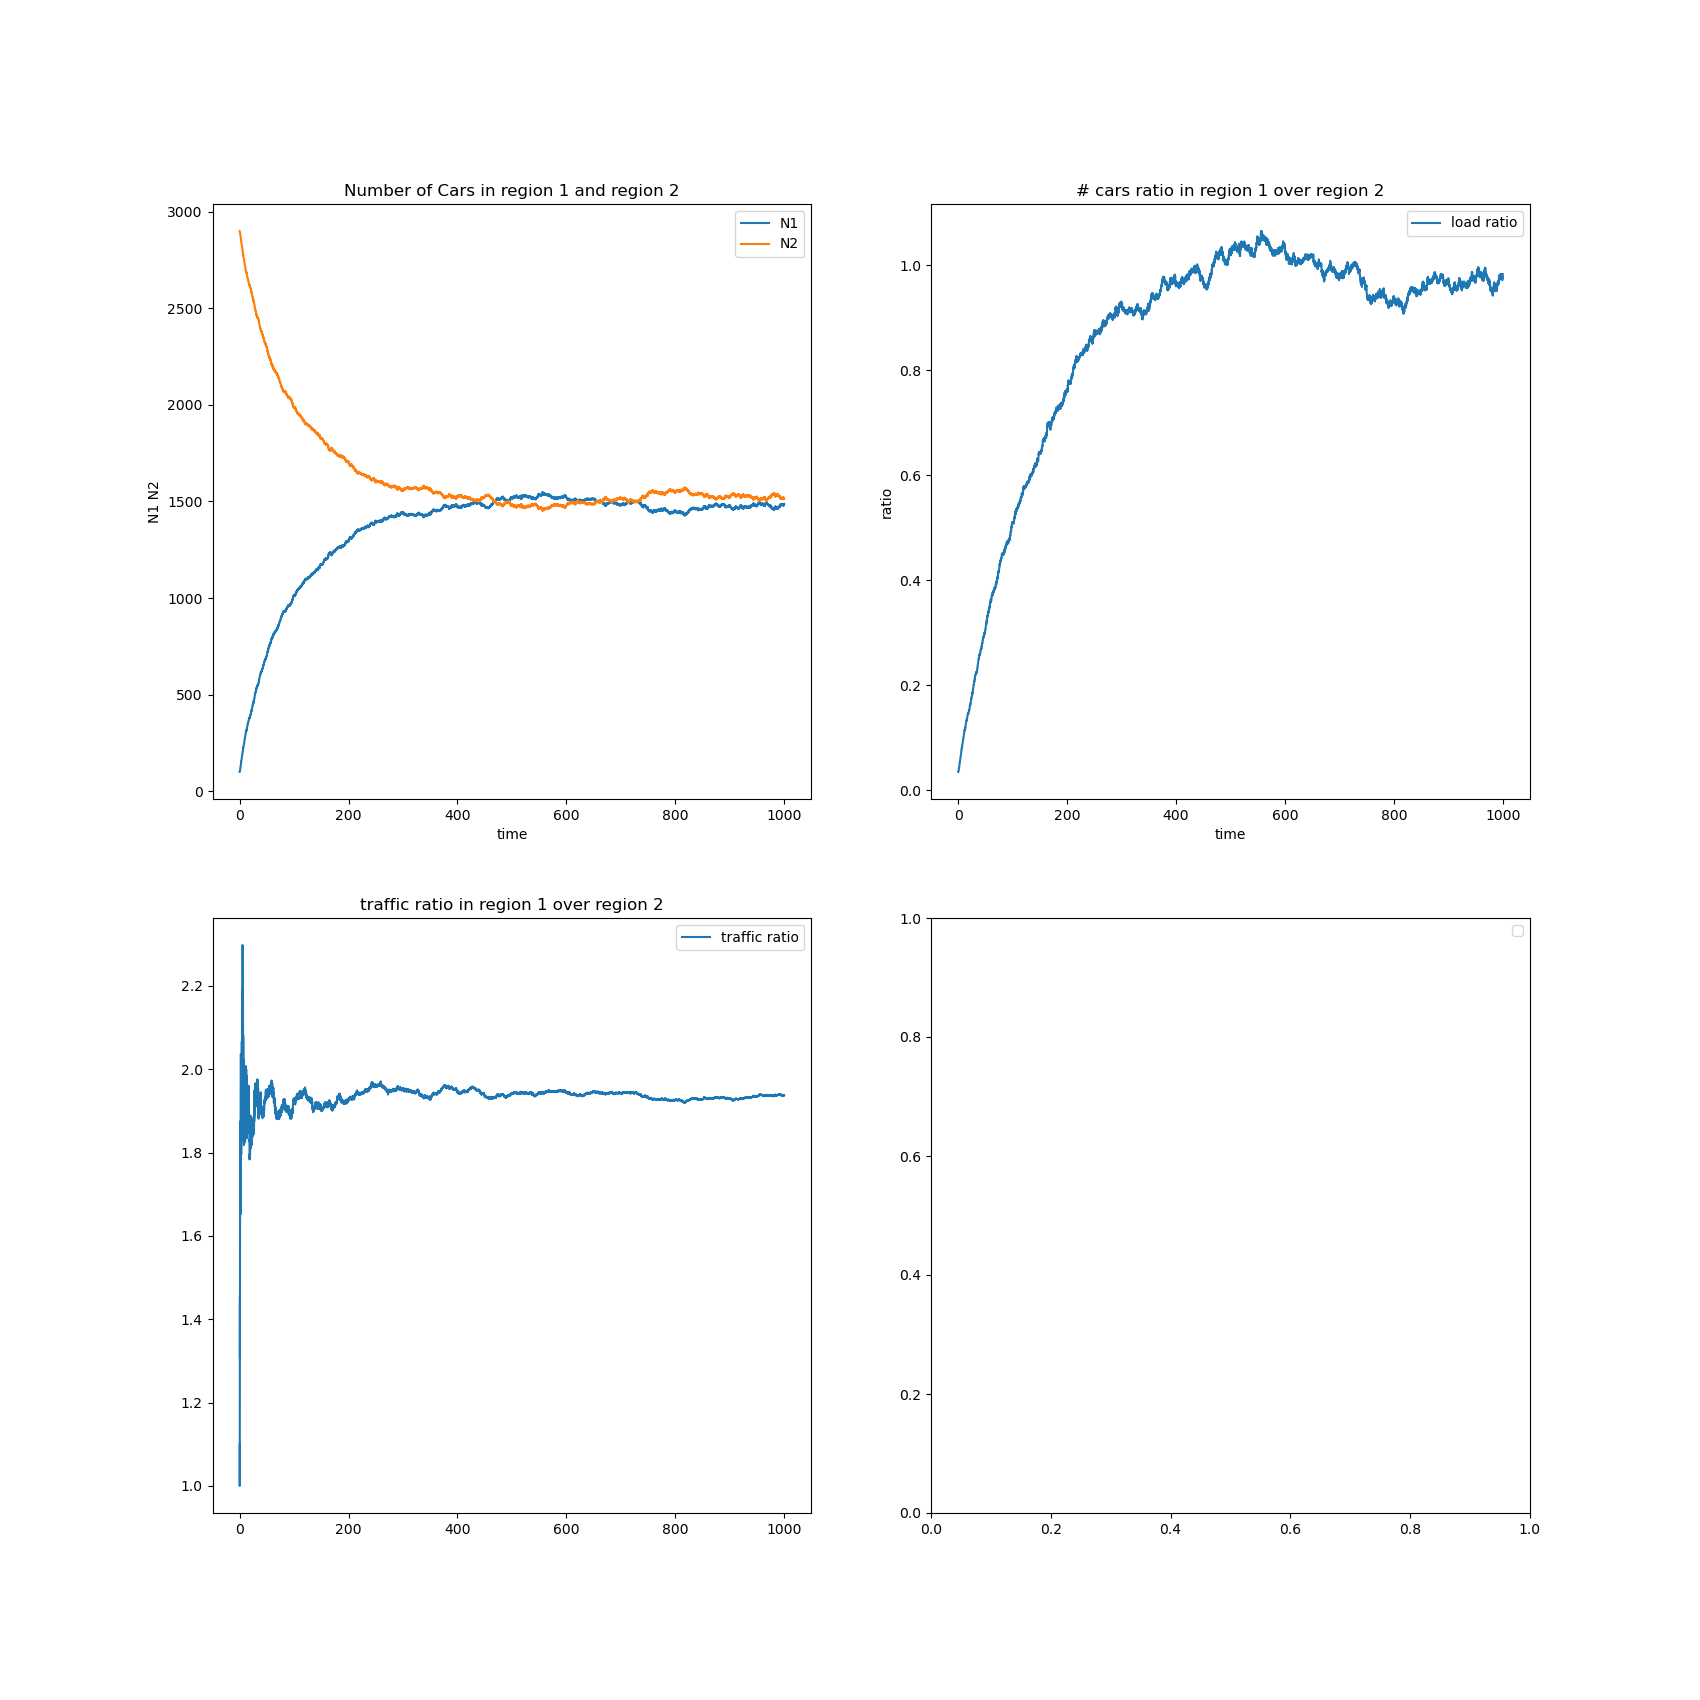 Number of Cars in region 1 and region 2
N1
N2
3000
2500
2000
1500
1000
500
0
N1 N2
0 200 400 600 800 1000
time
# cars ratio in region 1 over region 2
load ratio
1.0
0.8
0.6
0.4
0.2
0.0
ratio
0 200 400 600 800 1000
time
traffic ratio in region 1 over region 2
traffic ratio
2.2
2.0
1.8
1.6
1.4
1.2
1.0
0 200 400 600 800 1000
1.0
0.8
0.6
0.4
0.2
0.0
0.0 0.2 0.4 0.6 0.8 1.0